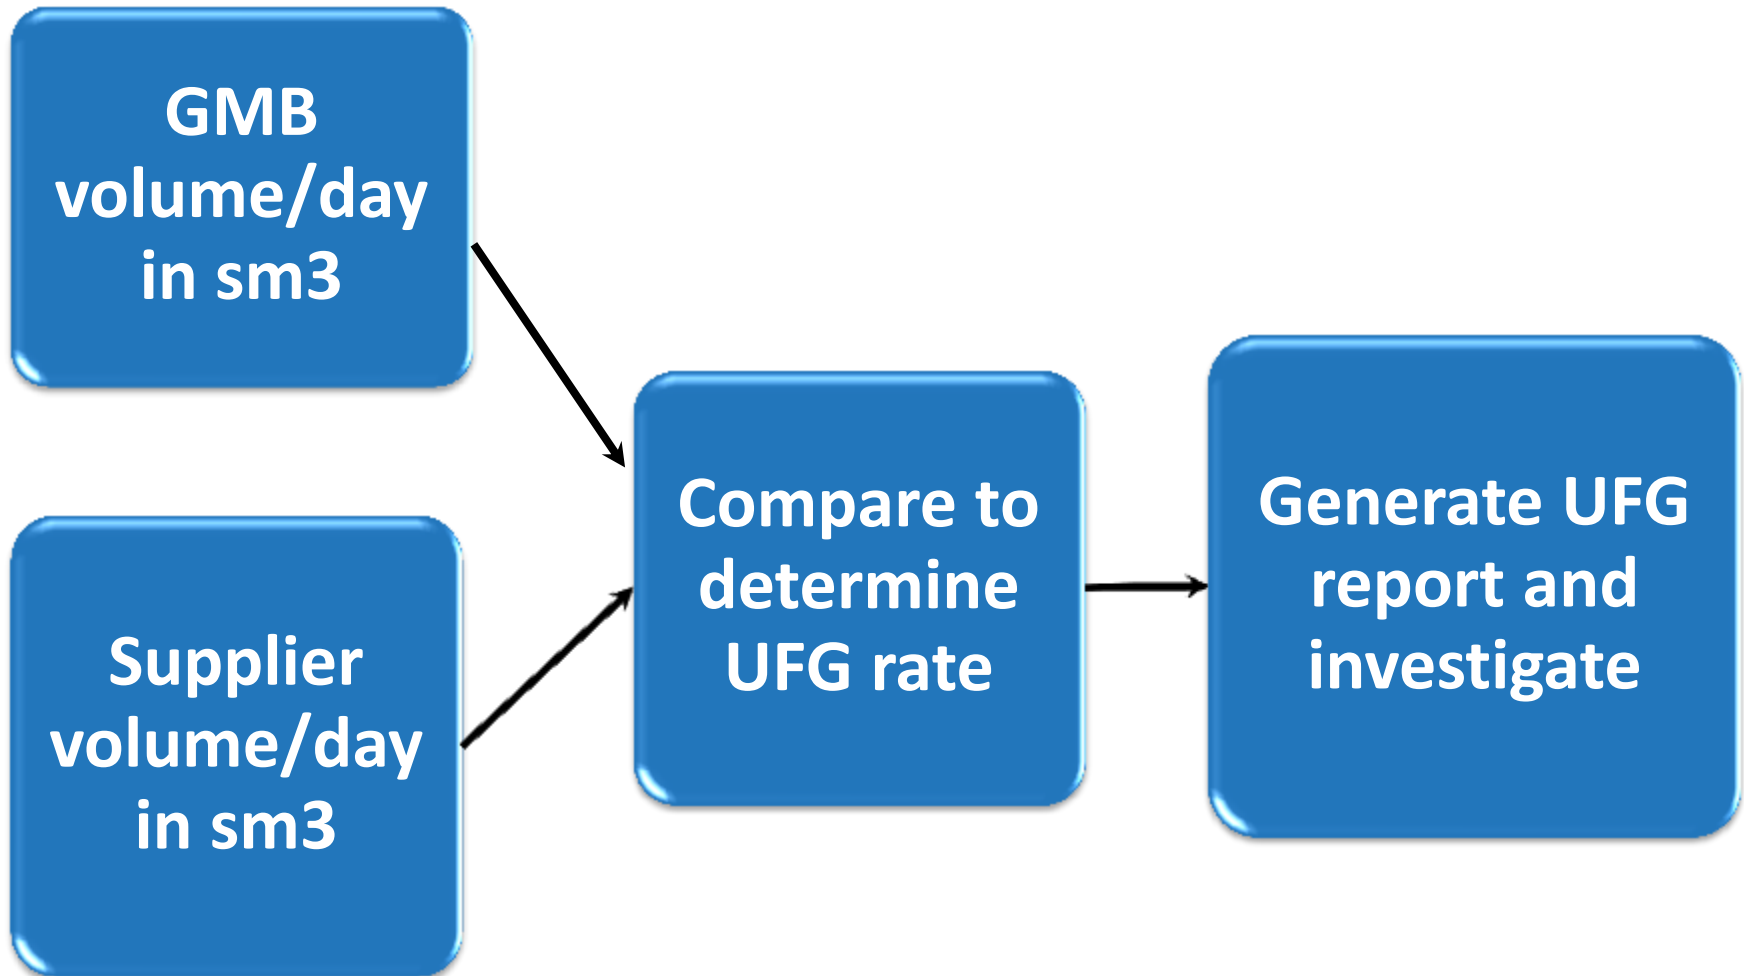 GMB
volume/day
in sm3
Supplier
volume/day
in sm3
Compare to
determine
UFG rate
Generate UFG
report and
investigate